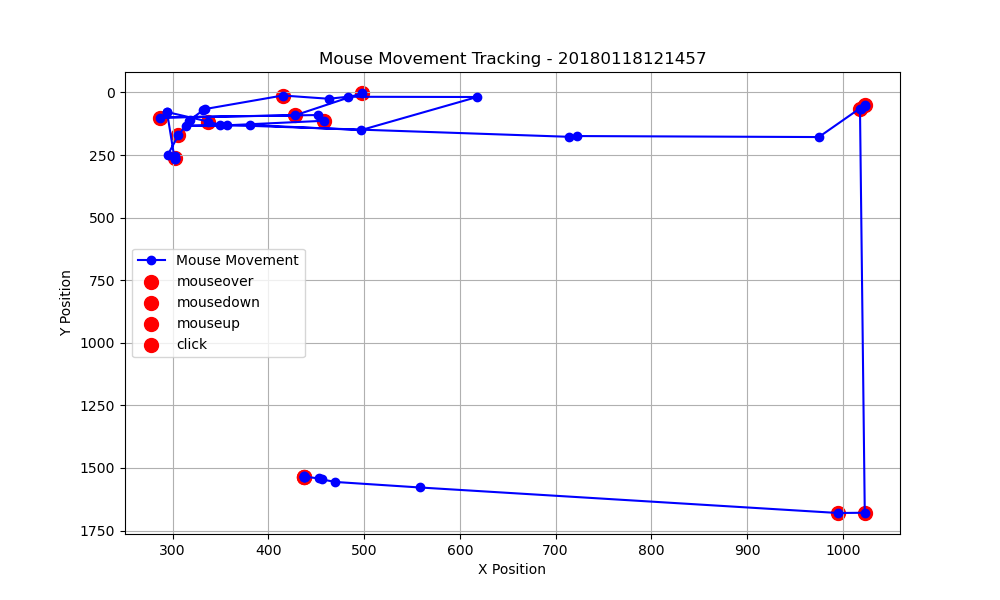 Mouse Movement Tracking - 20180118121457
0
250
500
750
1000
1250
1500
1750
Y Position
Mouse Movement
mouseover
mousedown
mouseup
click
300 400 500 600 700 800 900 1000
X Position